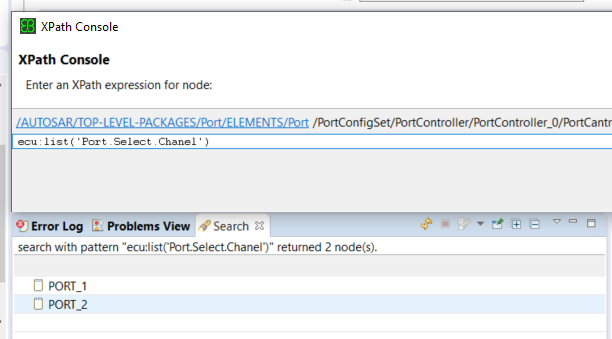 XPath Console
XPath Console
Enter an XPath expression for node:
/AUTOSAR/TOP-LEVEL-PACKAGES/Port/ELEMENTS/Port /PortConfigSet/PortController/PortController_0/PortCantr
ecu:list('Port.Select.Chanel')
Error Log Problems View Search
search with pattern "ecu:list('Port.Select.Chanel')" returned 2 node(s).
PORT_1
PORT_2